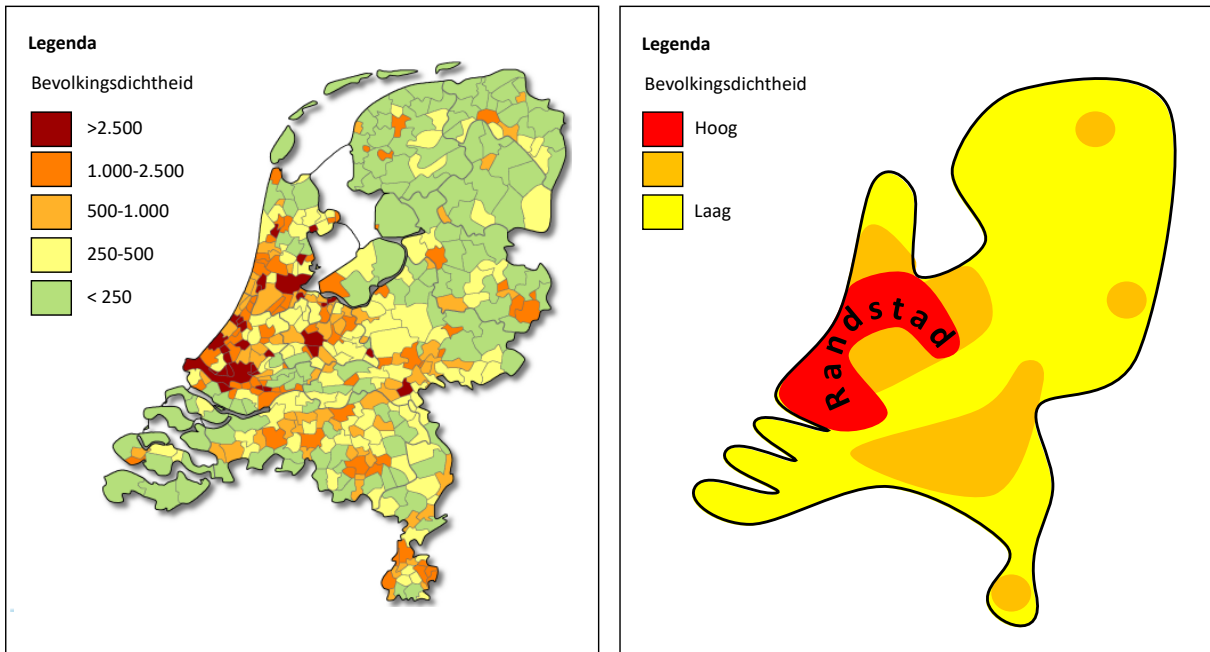 Legenda
Bevolkingsdichtheid
>2.500
1.000-2.500
500-1.000
250-500
< 250
Legenda
Bevolkingsdichtheid
Hoog
Laag
Randstad